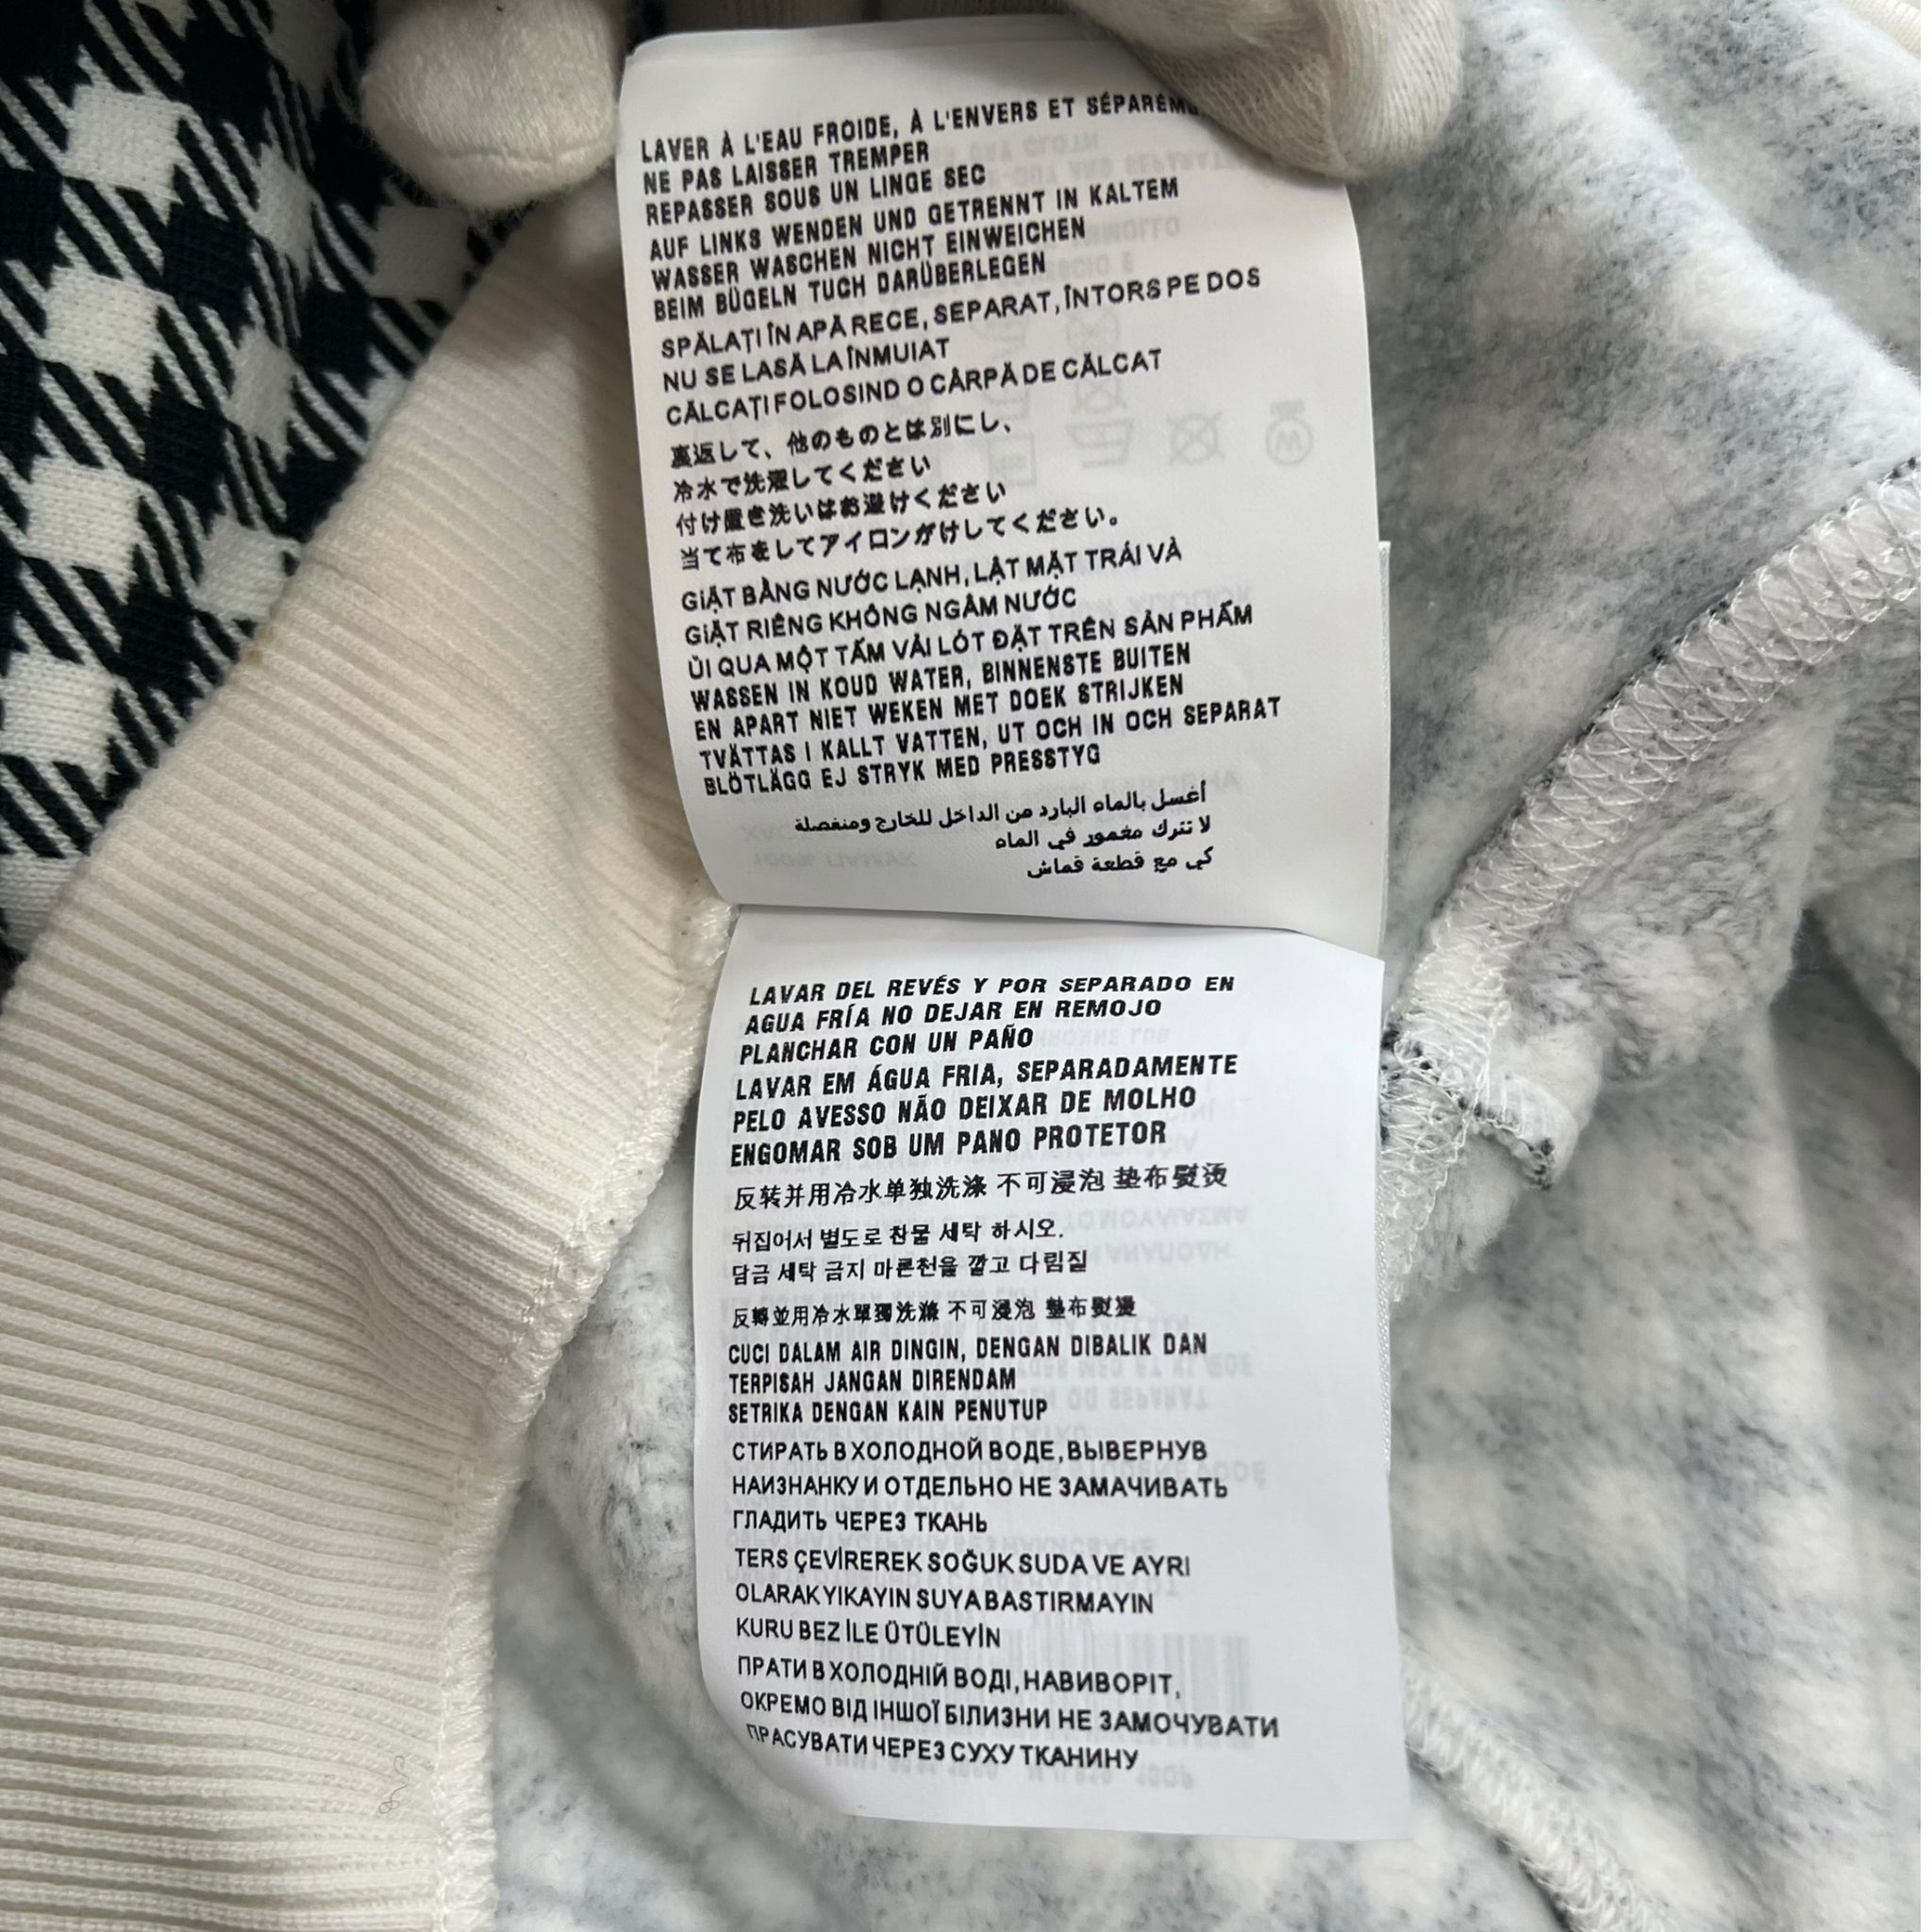 LAVER À L'EAU FROIDE, À L'ENVERS ET
NE PAS LAISSER TREMPER
REPASSER SOUS UN LINGE SEC
AUF LINKS WENDEN UND GETRENNT IN KALTEM
WASSER WASCHEN NICHT EINWEICHEN
BEIM BÜGELN TUCH DARÜBERLEGEN
SPĂLAȚI ÎN APĂ RECE, SEPARAT, ÎNTORS PE DOS
NU SE LASĂ LA ÎNMUIAT
CĂLCAȚI FOLOSIND O CÂRPĂ DE CĂLCAT
裏返して、他のものとは別にし、
冷水で洗濯してください
付け置き洗いはお避けください
当て布をしてアイロンがけしてください。
GIẶT BẰNG NƯỚC LẠNH, LẬT MẶT TRÁI VÀ
GIẶT RIÊNG KHÔNG NGÂM NƯỚC
ỦI QUA MỘT TẤM VẢI LÓT ĐẶT TRÊN SẢN PHẨM
WASSEN IN KOUD WATER, BINNENSTE BUITEN
EN APART NIET WEKEN MET DOEK STRIJKEN
TVÄTTAS I KALLT VATTEN, UT OCH IN OCH SEPARAT
BLÖTLÄGG EJ STRYK MED PRESSTYG
أغسل بالماء البارد من الداخل للخارج ومنفصلة
لا تترك مغمور في الماء
كي مع قطعة قماش
LAVAR DEL REVÉS Y POR SEPARADO EN
AGUA FRÍA NO DEJAR EN REMOJO
PLANCHAR CON UN PAÑO
LAVAR EM ÁGUA FRIA, SEPARADAMENTE
PELO AVESSO NÃO DEIXAR DE MOLHO
ENGOMAR SOB UM PANO PROTETOR
反转并用冷水单独洗涤 不可浸泡 垫布熨烫
뒤집어서 별도로 찬물 세탁 하시오.
담금 세탁 금지 마른천을 깔고 다림질
反轉並用冷水單獨洗滌 不可浸泡 墊布熨燙
CUCI DALAM AIR DINGIN, DENGAN DIBALIK DAN
TERPISAH JANGAN DIRENDAM
SETRIKA DENGAN KAIN PENUTUP
СТИРАТЬ В ХОЛОДНОЙ ВОДЕ, ВЫВЕРНУВ
НАИЗНАНКУ И ОТДЕЛЬНО НЕ ЗАМАЧИВАТЬ
ГЛАДИТЬ ЧЕРЕЗ ТКАНЬ
TERS ÇEVİREREK SOĞUK SUDA VE AYRI
OLARAK YIKAYIN SUYA BASTIRMAYIN
KURU BEZ İLE ÜTÜLEYİN
ПРАТИ В ХОЛОДНІЙ ВОДІ, НАВИВОРІТ,
ОКРЕМО ВІД ІНШОЇ БІЛИЗНИ НЕ ЗАМОЧУВАТИ
ПРАСУВАТИ ЧЕРЕЗ СУХУ ТКАНИНУ